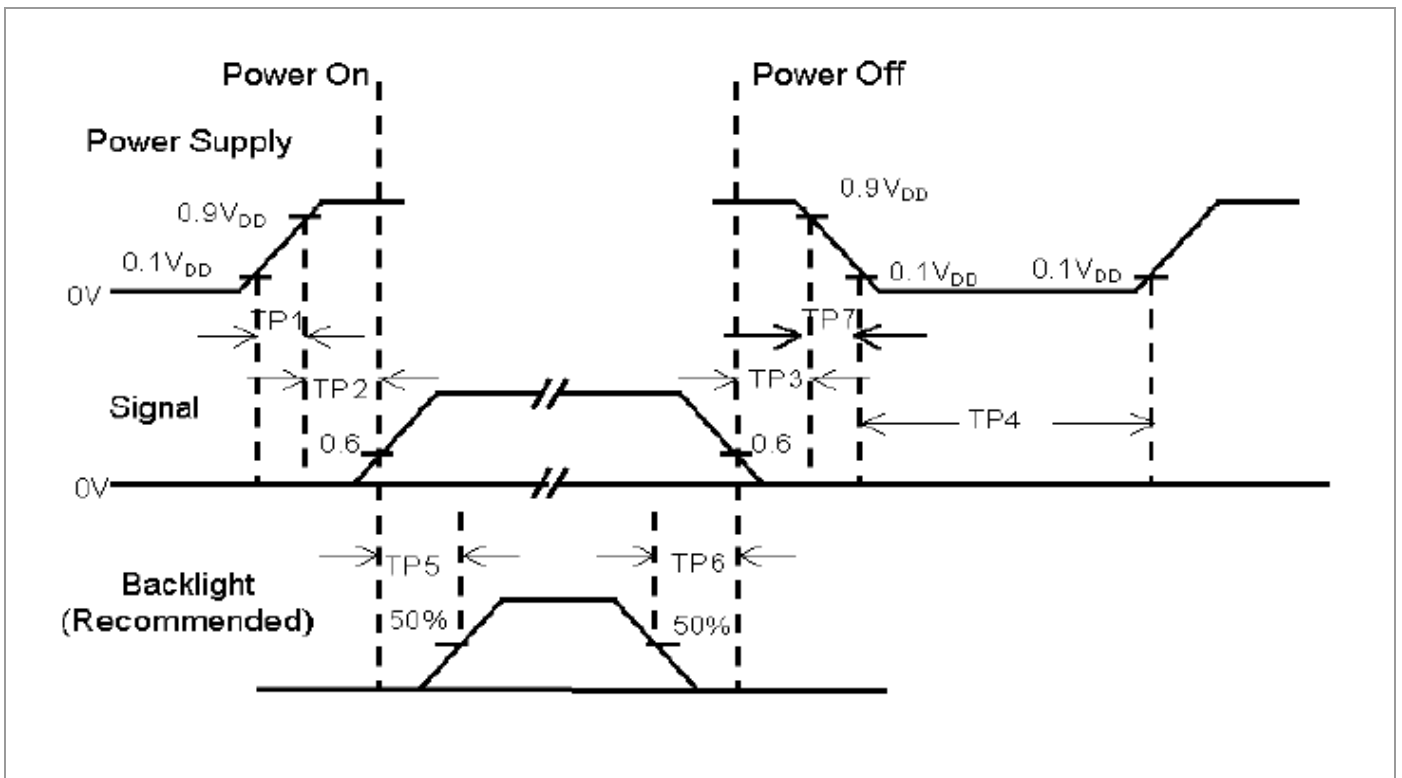 Power On
Power Off
Power Supply
0.9VDD
0.9VDD
0.1VDD
0.1VDD
0.1VDD
0V
TP1
TP7
TP2
TP3
Signal
TP4
0.6
0.6
0V
TP5
TP6
Backlight
(Recommended)
50%
50%